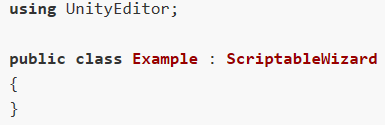 using UnityEditor;
public class Example : ScriptableWizard
{
}